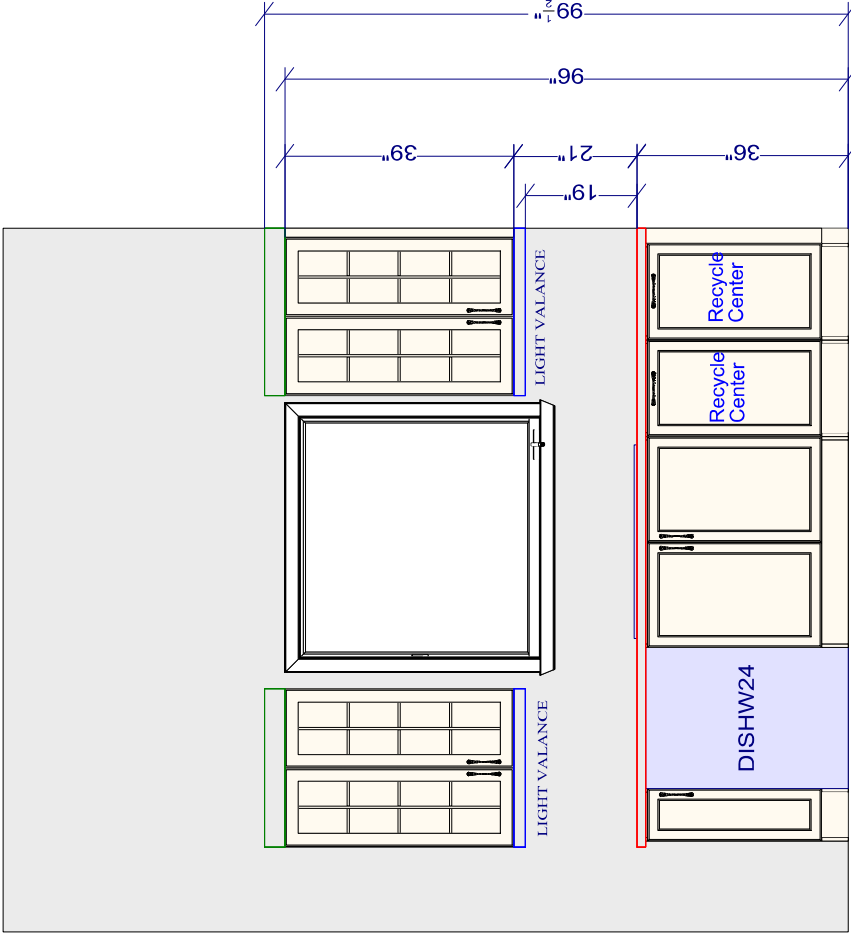 99 1/2"
96"
39"
21"
36"
19"
LIGHT VALANCE
LIGHT VALANCE
Recycle
Center
Recycle
Center
DISHW24